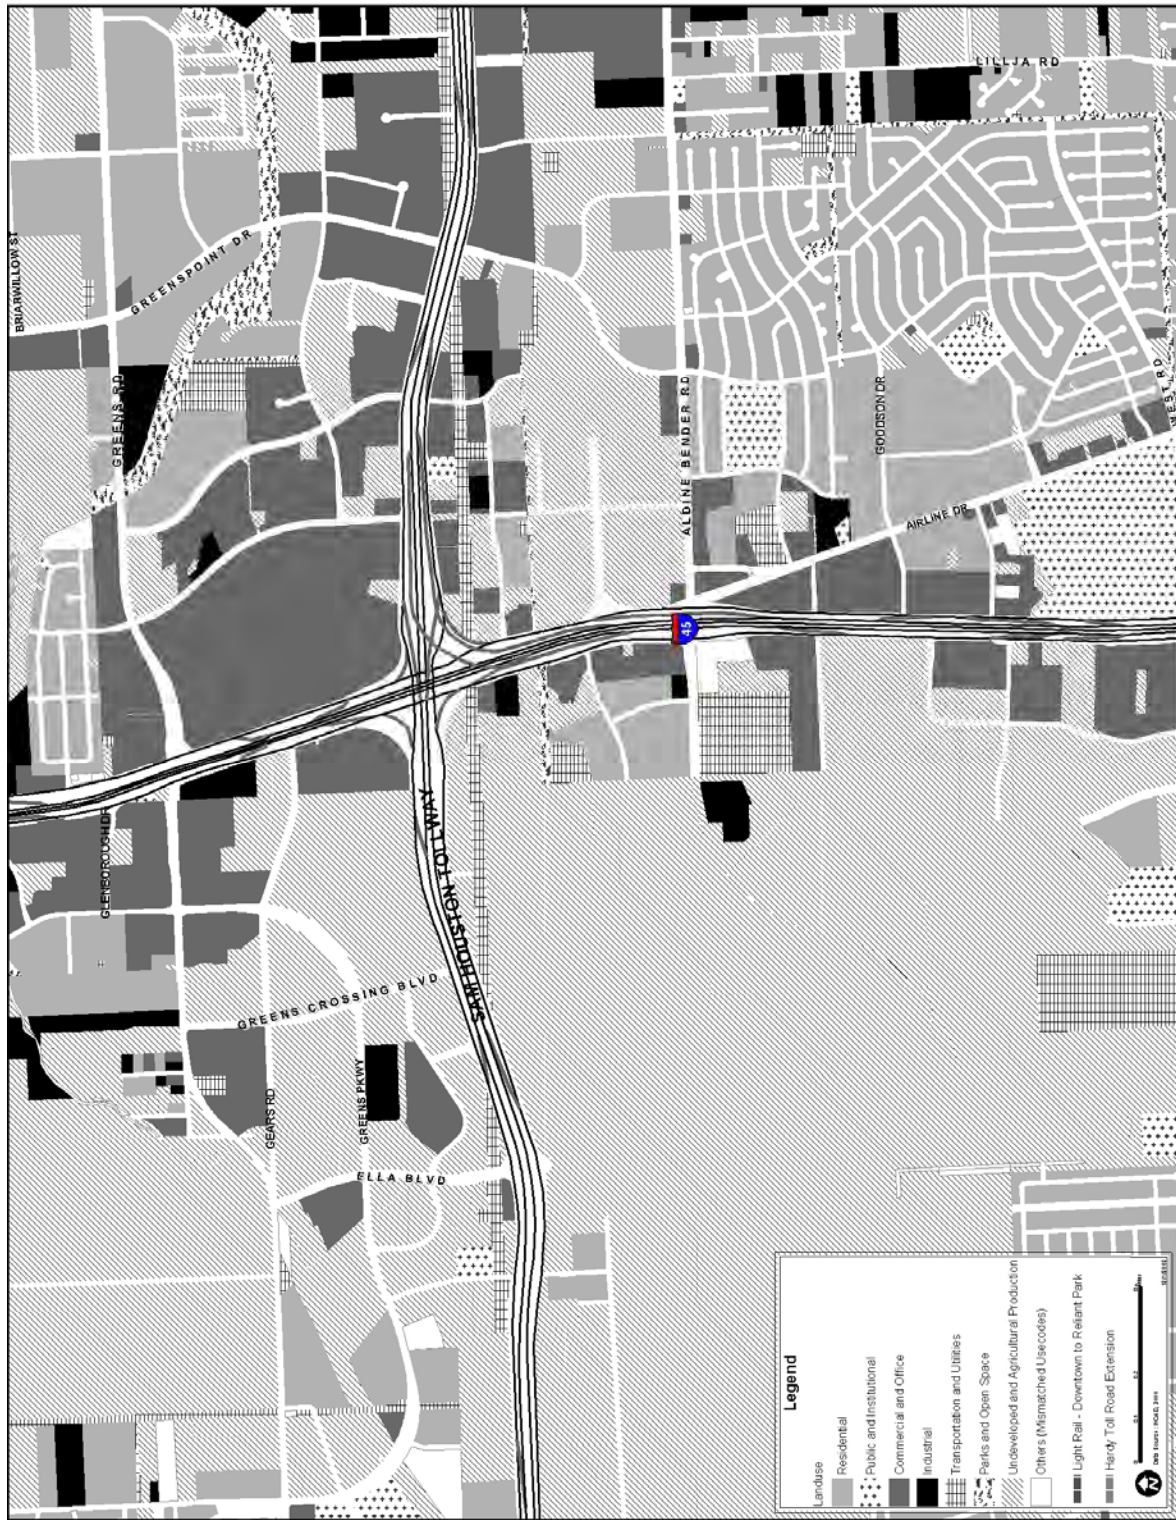 BRIARWILLOW ST
GREENSPOINT DR
GREENS RD
LILLJA RD
ALDINE BENDER RD
GOODSON DR
WEST RD
AIRLINE DR
45
GLENBOROUGH DR
SAM HOUSTON TOLLWAY
GREENS CROSSING BLVD
GEARS RD
GREENS PKWY
ELLA BLVD
Legend
Landuse
Residential
Public and Institutional
Commercial and Office
Industrial
Transportation and Utilities
Parks and Open Space
Undeveloped and Agricultural Production
Others (Mismatched Usecodes)
Light Rail - Downtown to Reliant Park
Hardy Toll Road Extension
N